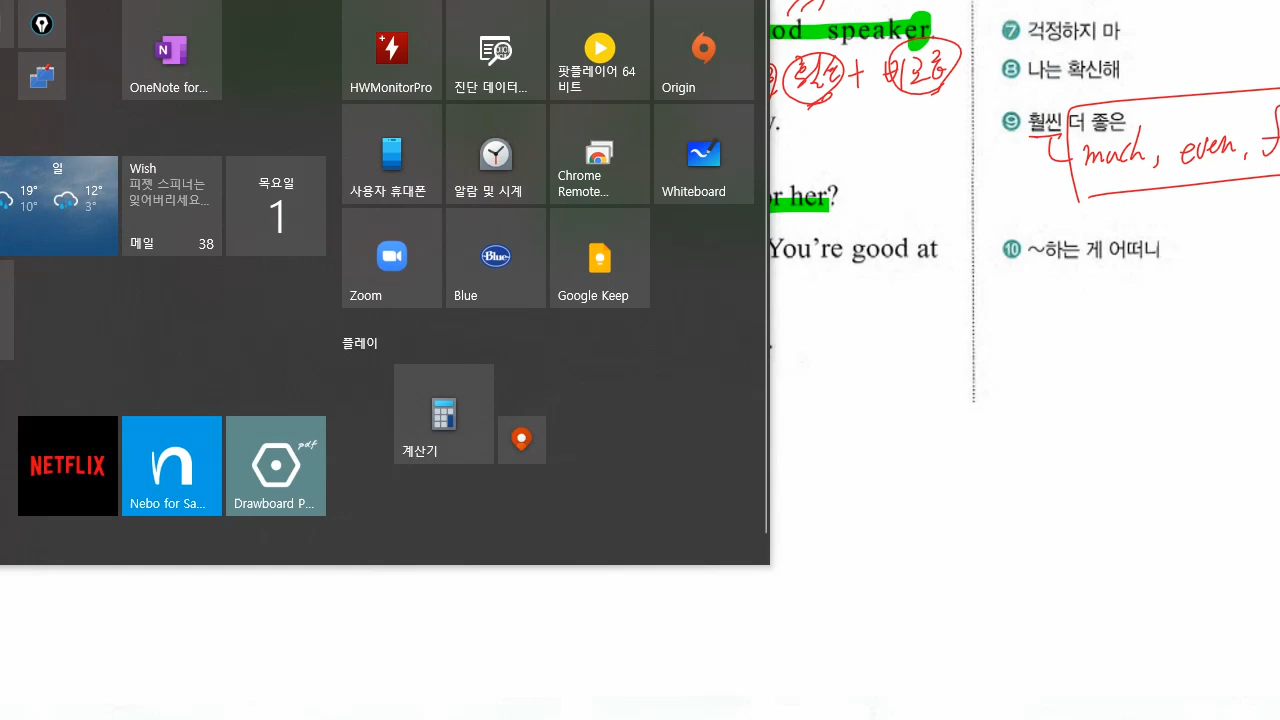 OneNote for...
HWMonitorPro
진단 데이터...
팟플레이어 64
비트
Origin
일
19°
10°
12°
3°
Wish
피젯 스피너는
잊어버리세요...
메일 38
목요일
1
사용자 휴대폰
알람 및 시계
Chrome
Remote...
Whiteboard
Zoom
Blue
Blue
Google Keep
플레이
계산기
NETFLIX
n
Nebo for Sa...
pdf
Drawboard P...
od speaker
+
y.
or her?
You're good at
.
⑦ 걱정하지 마
⑧ 나는 확신해
⑨ 훨씬 더 좋은
much, even, f
⑩ ~하는 게 어떠니